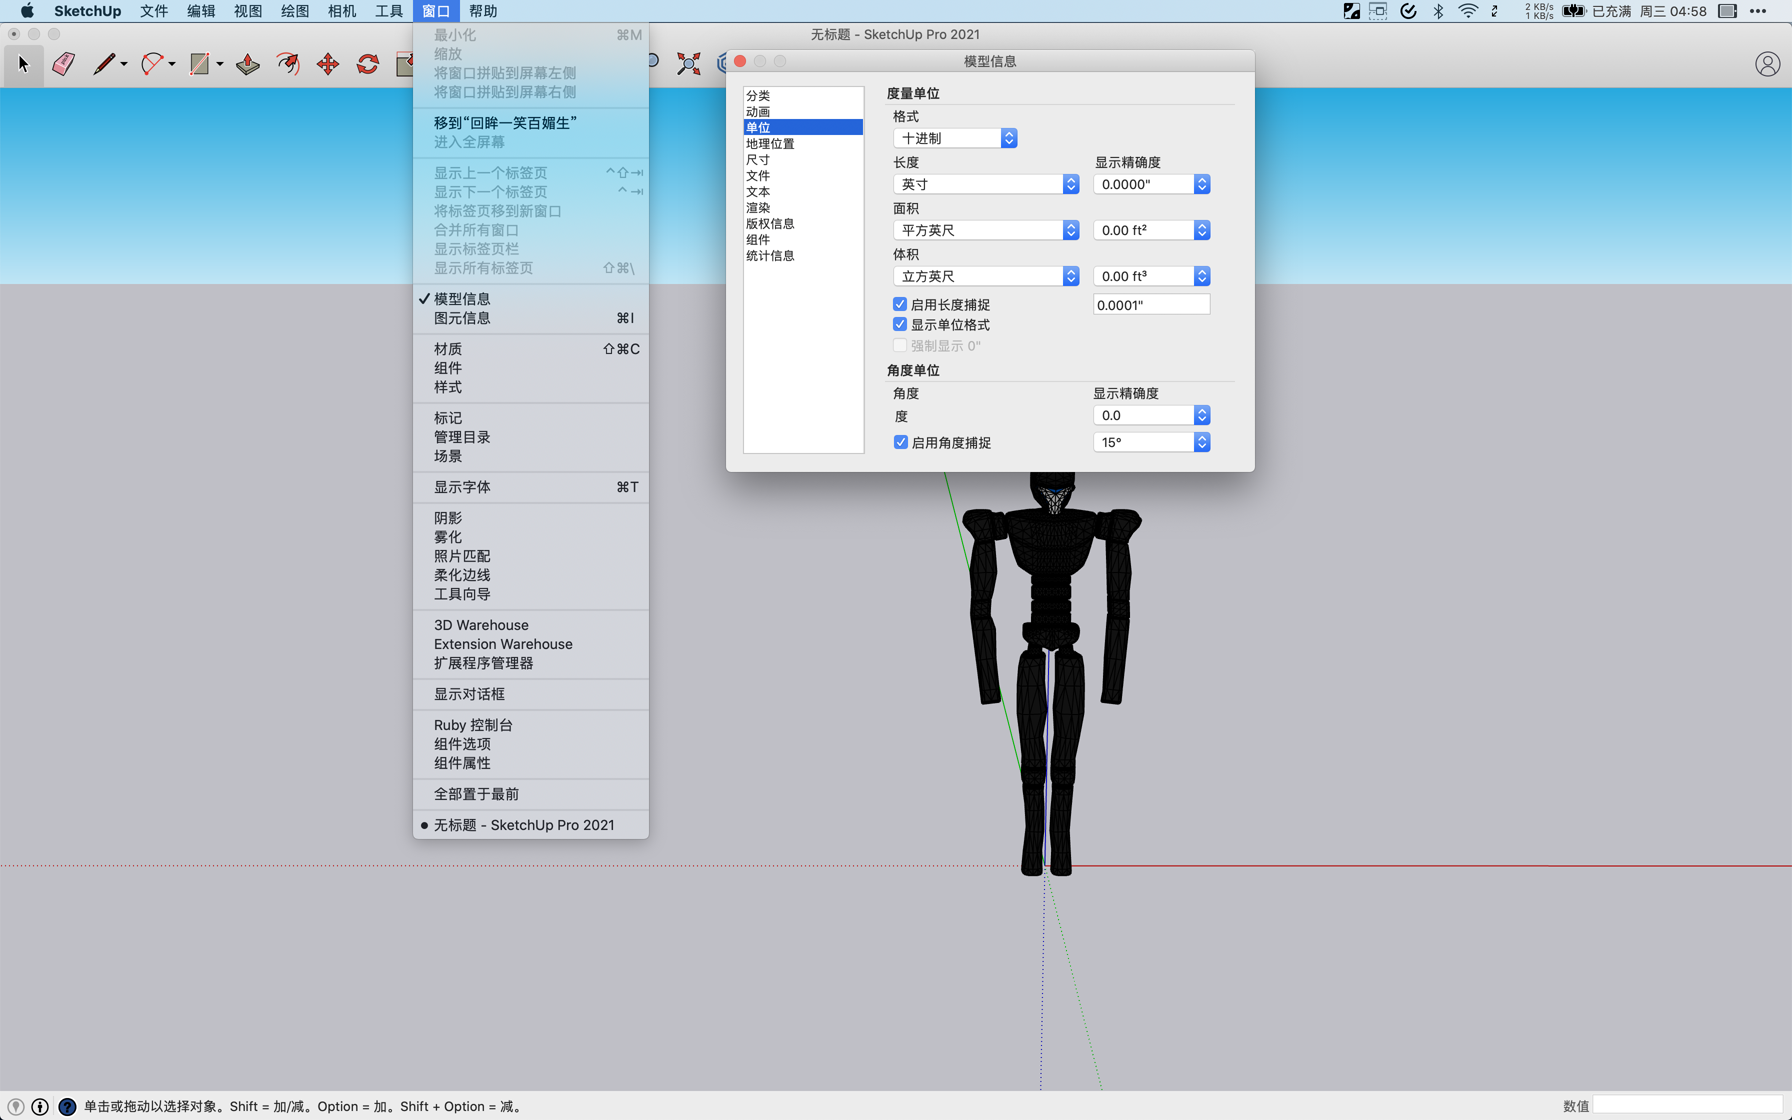 SketchUp 文件 编辑 视图 绘图 相机 工具 窗口 帮助
2 KB/s
1 KB/s
已充满 周三 04:58
无标题 - SketchUp Pro 2021
最小化 ⌘M
缩放
将窗口拼贴到屏幕左侧
将窗口拼贴到屏幕右侧
移到“回眸一笑百媚生”
进入全屏幕
显示上一个标签页 ⌃⇧⇥
显示下一个标签页 ⌃⇥
将标签页移到新窗口
合并所有窗口
显示标签页栏
显示所有标签页 ⇧⌘\
✓ 模型信息
图元信息 ⌘I
材质 ⇧⌘C
组件
样式
标记
管理目录
场景
显示字体 ⌘T
阴影
雾化
照片匹配
柔化边线
工具向导
3D Warehouse
Extension Warehouse
扩展程序管理器
显示对话框
Ruby 控制台
组件选项
组件属性
全部置于最前
● 无标题 - SketchUp Pro 2021
模型信息
分类
动画
单位
地理位置
尺寸
文件
文本
渲染
版权信息
组件
统计信息
度量单位
格式
十进制
长度 显示精确度
英寸 0.0000"
面积
平方英尺 0.00 ft²
体积
立方英尺 0.00 ft³
启用长度捕捉 0.0001"
显示单位格式
强制显示 0"
角度单位
角度 显示精确度
度 0.0
启用角度捕捉 15°
单击或拖动以选择对象。Shift = 加/减。Option = 加。Shift + Option = 减。
数值